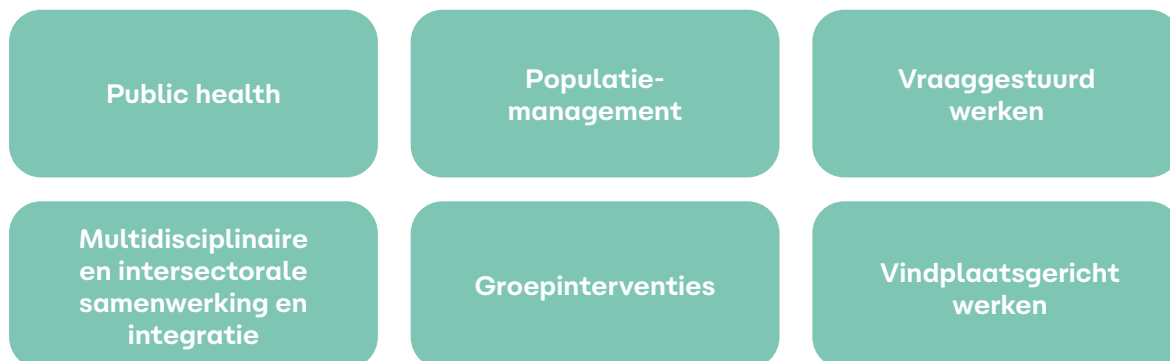 Public health
Populatie-
management
Vraaggestuurd
werken
Multidisciplinaire
en intersectorale
samenwerking en
integratie
Groepinterventies
Vindplaatsgericht
werken